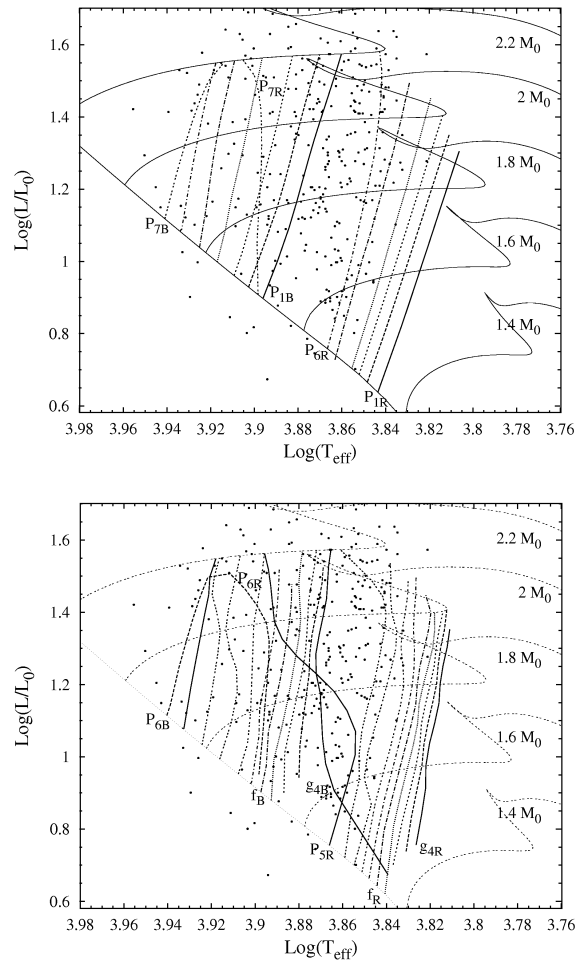 1.6
1.4
1.2
1
0.8
0.6
Log(L/L₀)
2.2 M₀
2 M₀
1.8 M₀
1.6 M₀
1.4 M₀
P₇R
P₇B
P₁B
P₆R
P₁R
3.98 3.96 3.94 3.92 3.9 3.88 3.86 3.84 3.82 3.8 3.78 3.76
Log(T_eff)
1.6
1.4
1.2
1
0.8
0.6
Log(L/L₀)
2.2 M₀
2 M₀
1.8 M₀
1.6 M₀
1.4 M₀
P₆R
P₆B
f_B
g₄B
P₅R
g₄R
f_R
3.98 3.96 3.94 3.92 3.9 3.88 3.86 3.84 3.82 3.8 3.78 3.76
Log(T_eff)